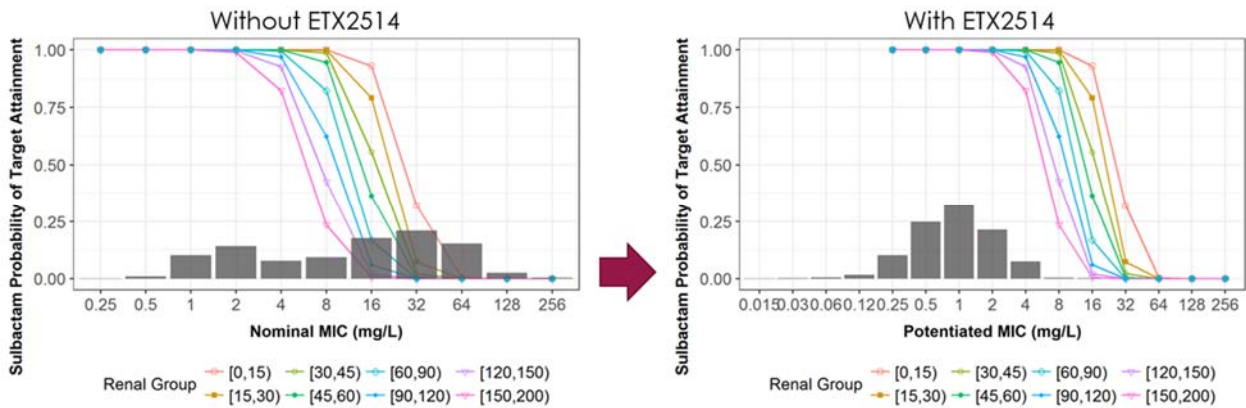 Without ETX2514
Sulbactam Probability of Target Attainment
1.00
0.75
0.50
0.25
0.00
0.25 0.5 1 2 4 8 16 32 64 128 256
Nominal MIC (mg/L)
Renal Group
[0,15) [30,45) [60,90) [120,150)
[15,30) [45,60) [90,120) [150,200)
With ETX2514
Sulbactam Probability of Target Attainment
1.00
0.75
0.50
0.25
0.00
0.015 0.03 0.06 0.12 0.25 0.5 1 2 4 8 16 32 64 128 256
Potentiated MIC (mg/L)
Renal Group
[0,15) [30,45) [60,90) [120,150)
[15,30) [45,60) [90,120) [150,200)